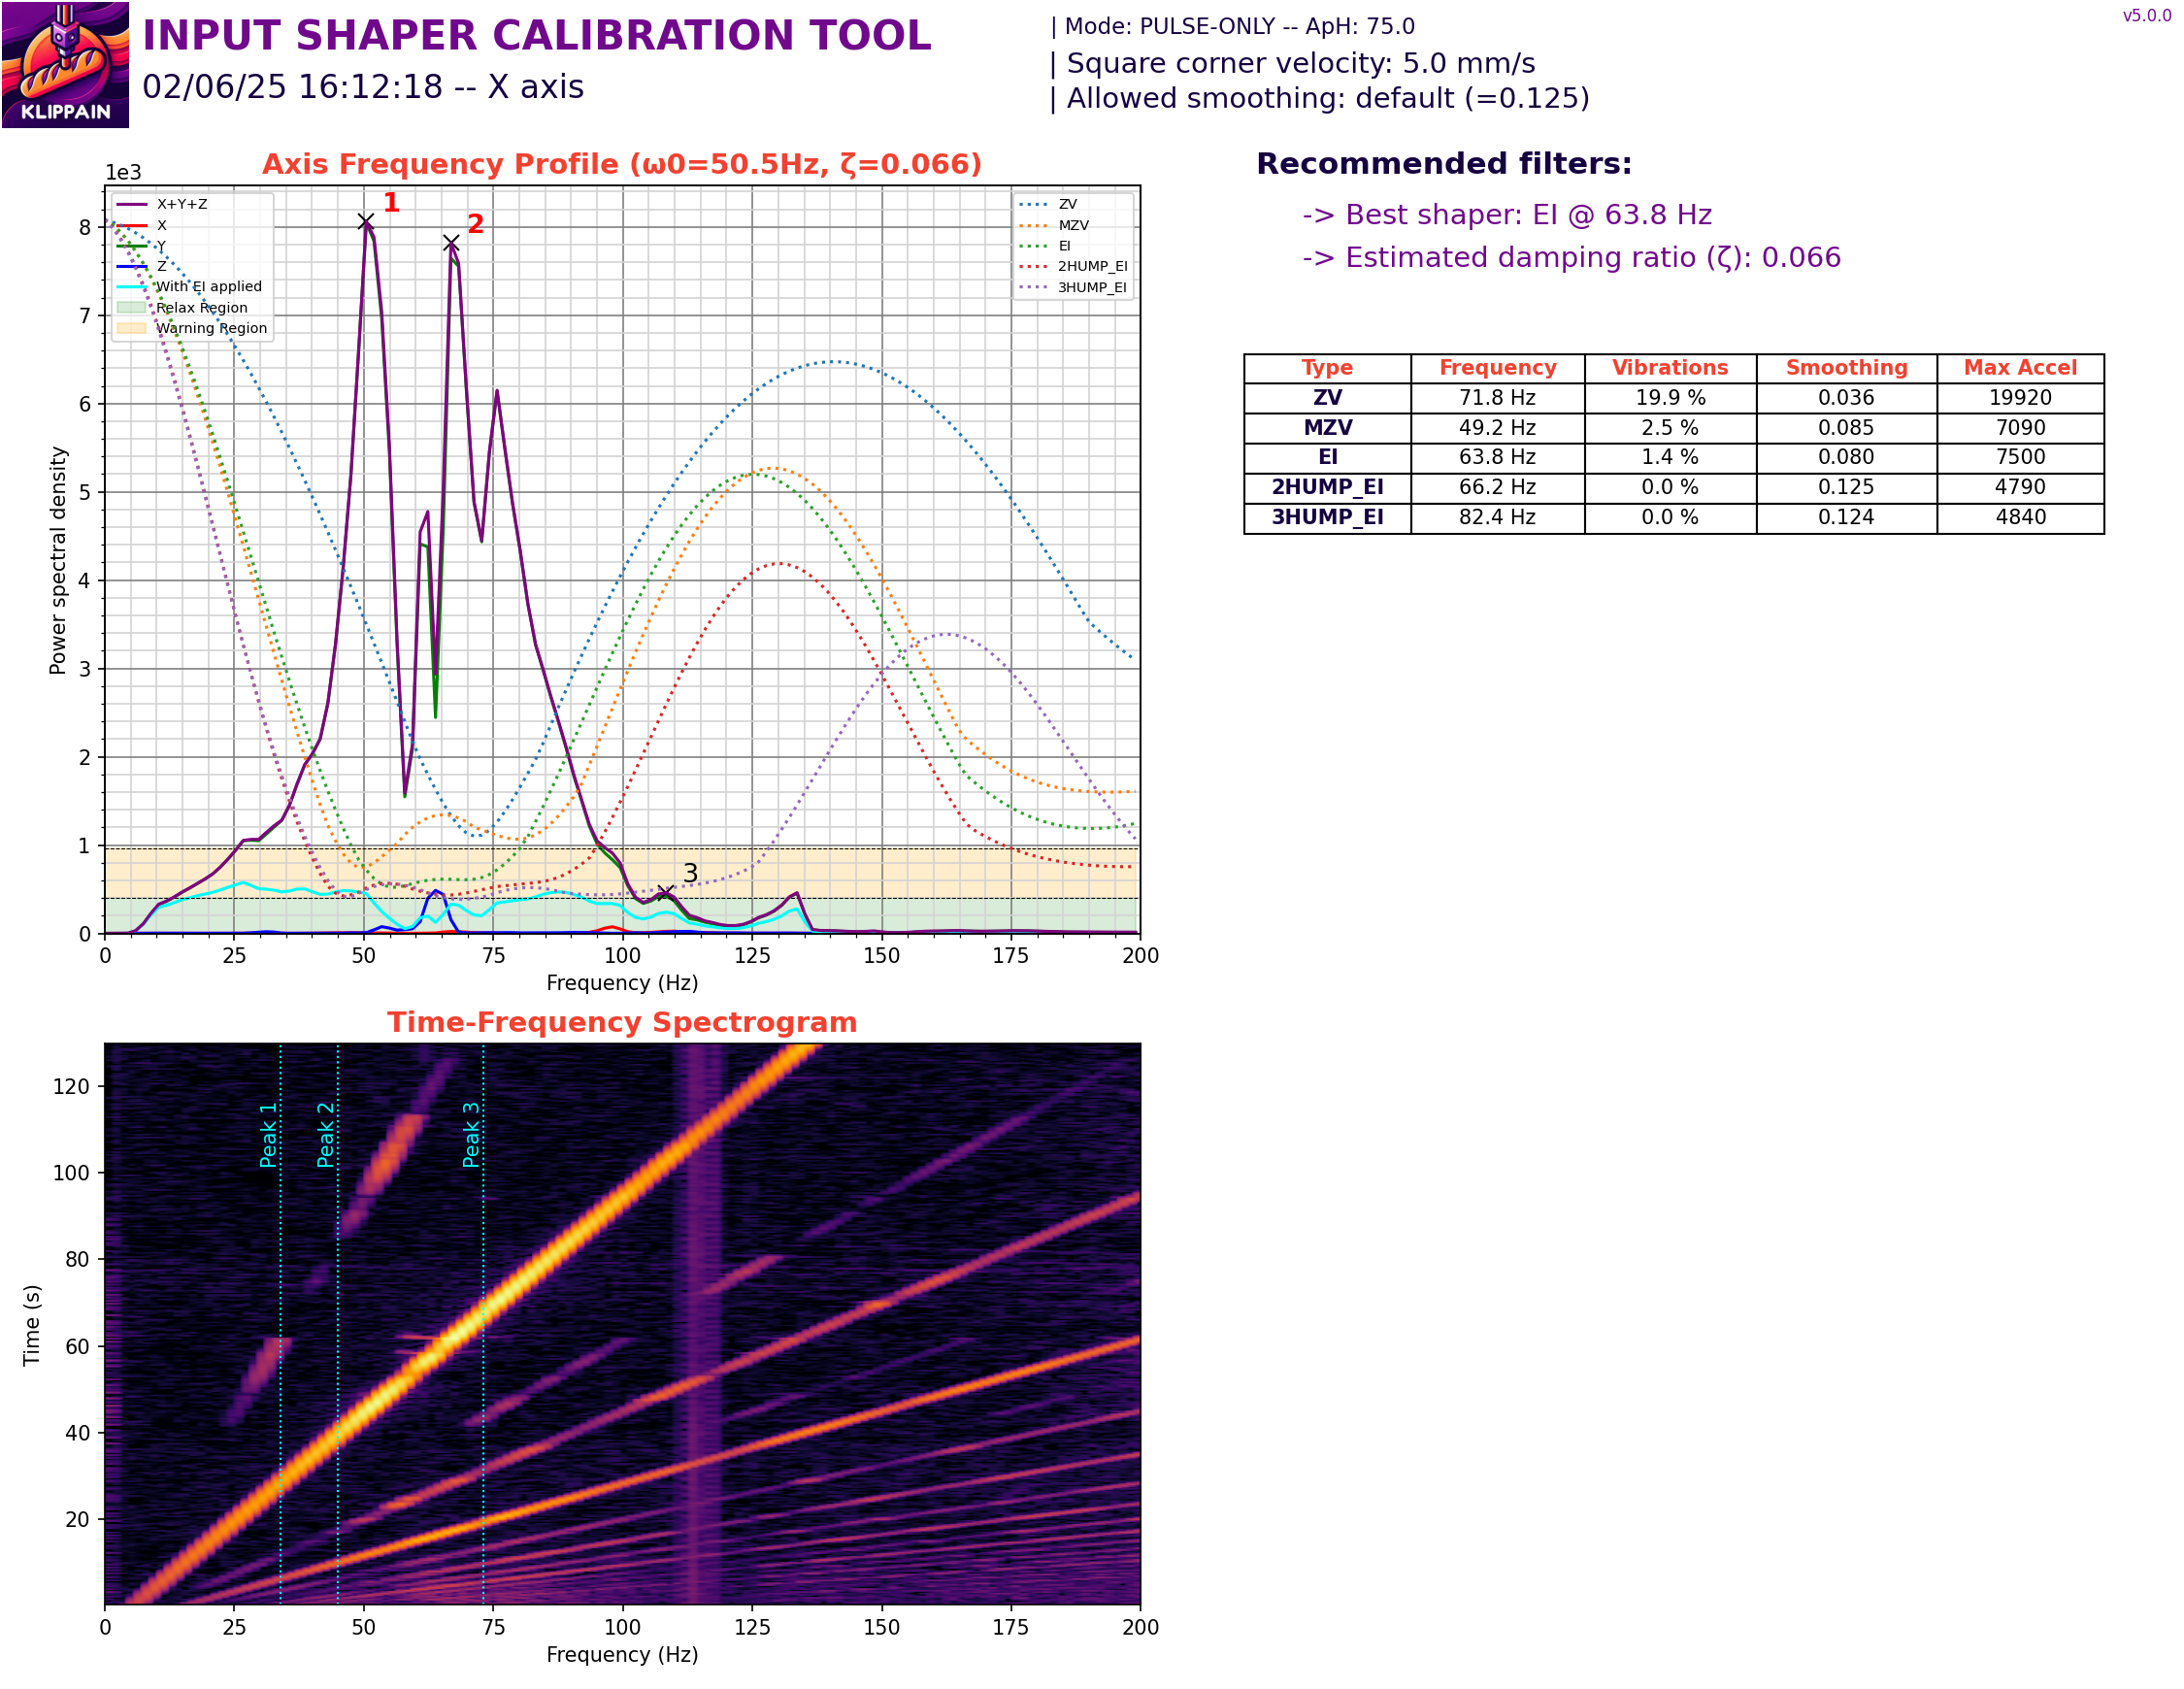 KLIPPAIN
INPUT SHAPER CALIBRATION TOOL
02/06/25 16:12:18 -- X axis
| Mode: PULSE-ONLY -- ApH: 75.0
| Square corner velocity: 5.0 mm/s
| Allowed smoothing: default (=0.125)
v5.0.0
Axis Frequency Profile (ω0=50.5Hz, ζ=0.066)
1e3
X+Y+Z
X
Y
Z
With EI applied
Relax Region
Warning Region
ZV
MZV
EI
2HUMP_EI
3HUMP_EI
1
2
3
Power spectral density
8
7
6
5
4
3
2
1
0
0 25 50 75 100 125 150 175 200
Frequency (Hz)
Recommended filters:
-> Best shaper: EI @ 63.8 Hz
-> Estimated damping ratio (ζ): 0.066
Type Frequency Vibrations Smoothing Max Accel
ZV 71.8 Hz 19.9 % 0.036 19920
MZV 49.2 Hz 2.5 % 0.085 7090
EI 63.8 Hz 1.4 % 0.080 7500
2HUMP_EI 66.2 Hz 0.0 % 0.125 4790
3HUMP_EI 82.4 Hz 0.0 % 0.124 4840
Time-Frequency Spectrogram
Time (s)
120
100
80
60
40
20
Peak 1
Peak 2
Peak 3
0 25 50 75 100 125 150 175 200
Frequency (Hz)